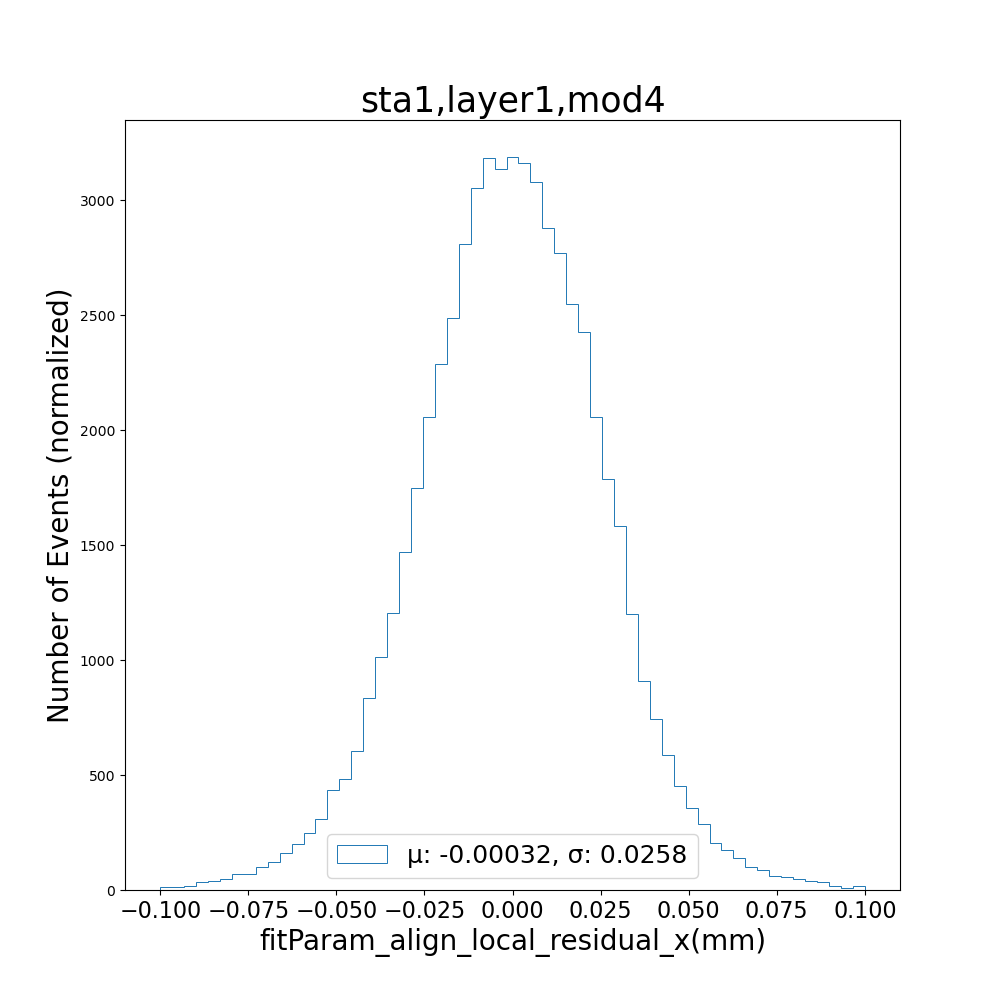 sta1,layer1,mod4
Number of Events (normalized)
3000
2500
2000
1500
1000
500
0
μ: -0.00032, σ: 0.0258
−0.100 −0.075 −0.050 −0.025 0.000 0.025 0.050 0.075 0.100
fitParam_align_local_residual_x(mm)